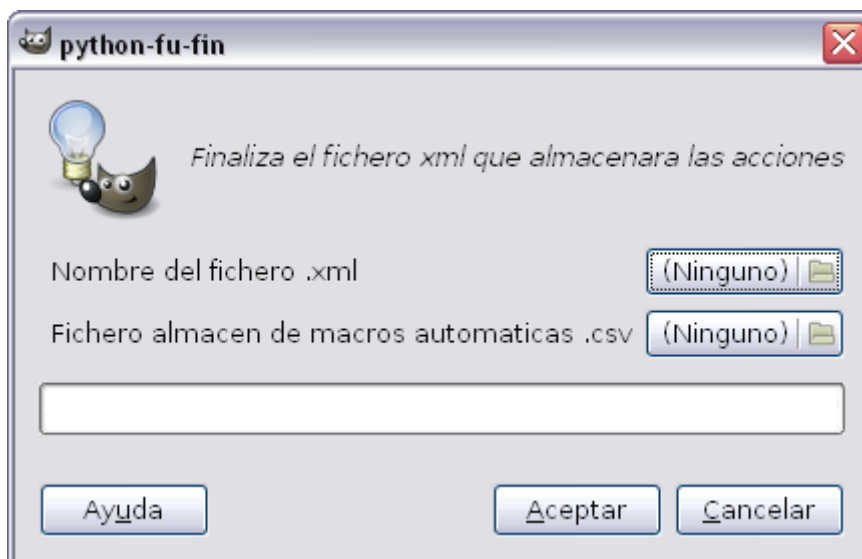 python-fu-fin
Finaliza el fichero xml que almacenara las acciones
Nombre del fichero .xml (Ninguno)
Fichero almacen de macros automaticas .csv (Ninguno)
Ayuda Aceptar Cancelar